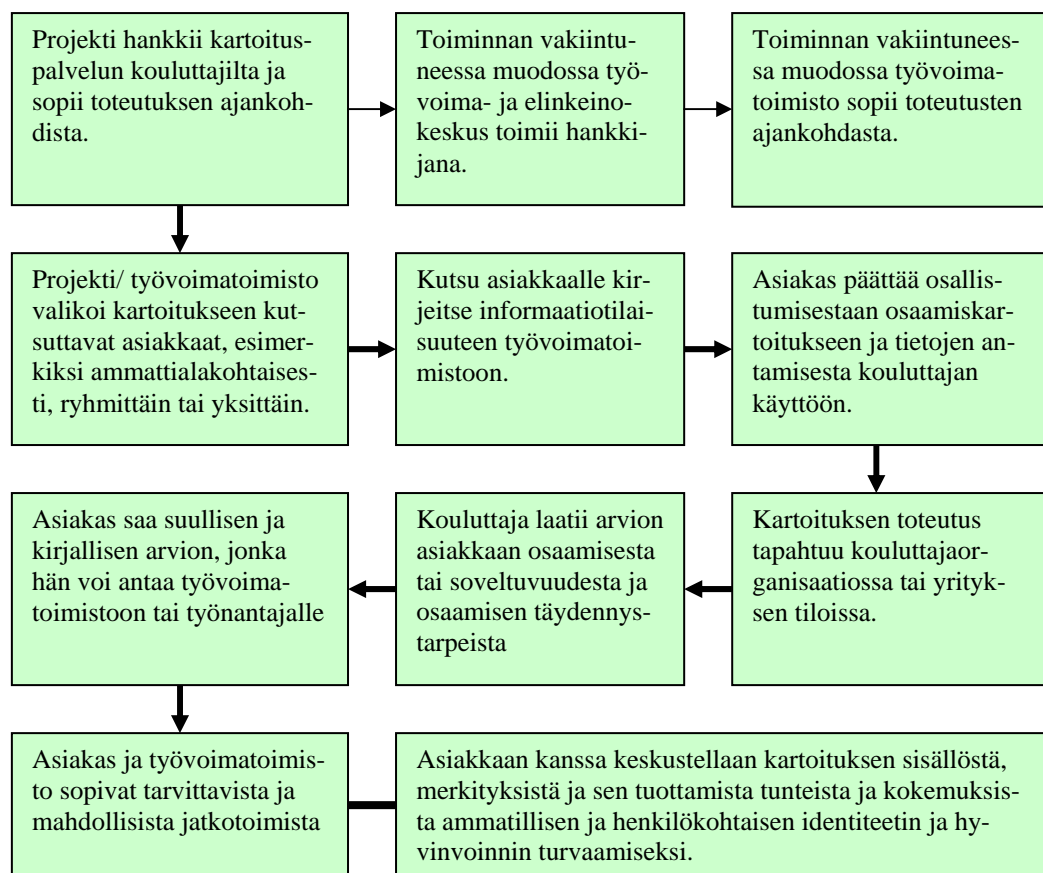 Projekti hankkii kartoitus-
palvelun kouluttajilta ja
sopii toteutuksen ajankoh-
dista.
Toiminnan vakiintu-
neessa muodossa työ-
voima- ja elinkeino-
keskus toimii hankki-
jana.
Toiminnan vakiintunees-
sa muodossa työvoima-
toimisto sopii toteutusten
ajankohdasta.
Projekti/ työvoimatoimisto
valikoi kartoitukseen kut-
suttavat asiakkaat, esimer-
kiksi ammattialakohtaises-
ti, ryhmittäin tai yksittäin.
Kutsu asiakkaalle kir-
jeitse informaatiotilai-
suuteen työvoimatoi-
mistoon.
Asiakas päättää osallis-
tumisestaan osaamiskar-
toitukseen ja tietojen an-
tamisesta kouluttajan
käyttöön.
Asiakas saa suullisen ja
kirjallisen arvion, jonka
hän voi antaa työvoima-
toimistoon tai työnantajalle
Kouluttaja laatii arvion
asiakkaan osaamisesta
tai soveltuvuudesta ja
osaamisen täydennys-
tarpeista
Kartoituksen toteutus
tapahtuu kouluttajaor-
ganisaatiossa tai yrityk-
sen tiloissa.
Asiakas ja työvoimatoimis-
to sopivat tarvittavista ja
mahdollisista jatkotoimista
Asiakkaan kanssa keskustellaan kartoituksen sisällöstä,
merkityksistä ja sen tuottamista tunteista ja kokemuksis-
ta ammatillisen ja henkilökohtaisen identiteetin ja hy-
vinvoinnin turvaamiseksi.